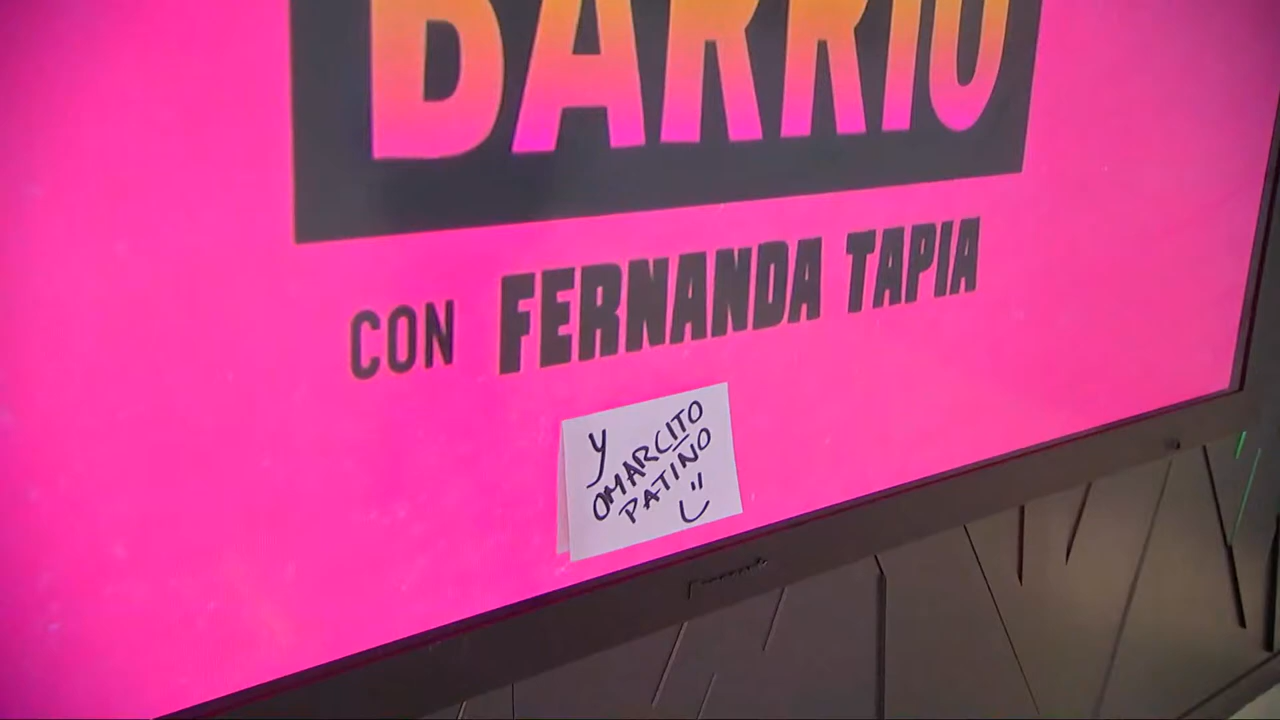 BARRIO
CON FERNANDA TAPIA
Y
OMARCITO
PATIÑO